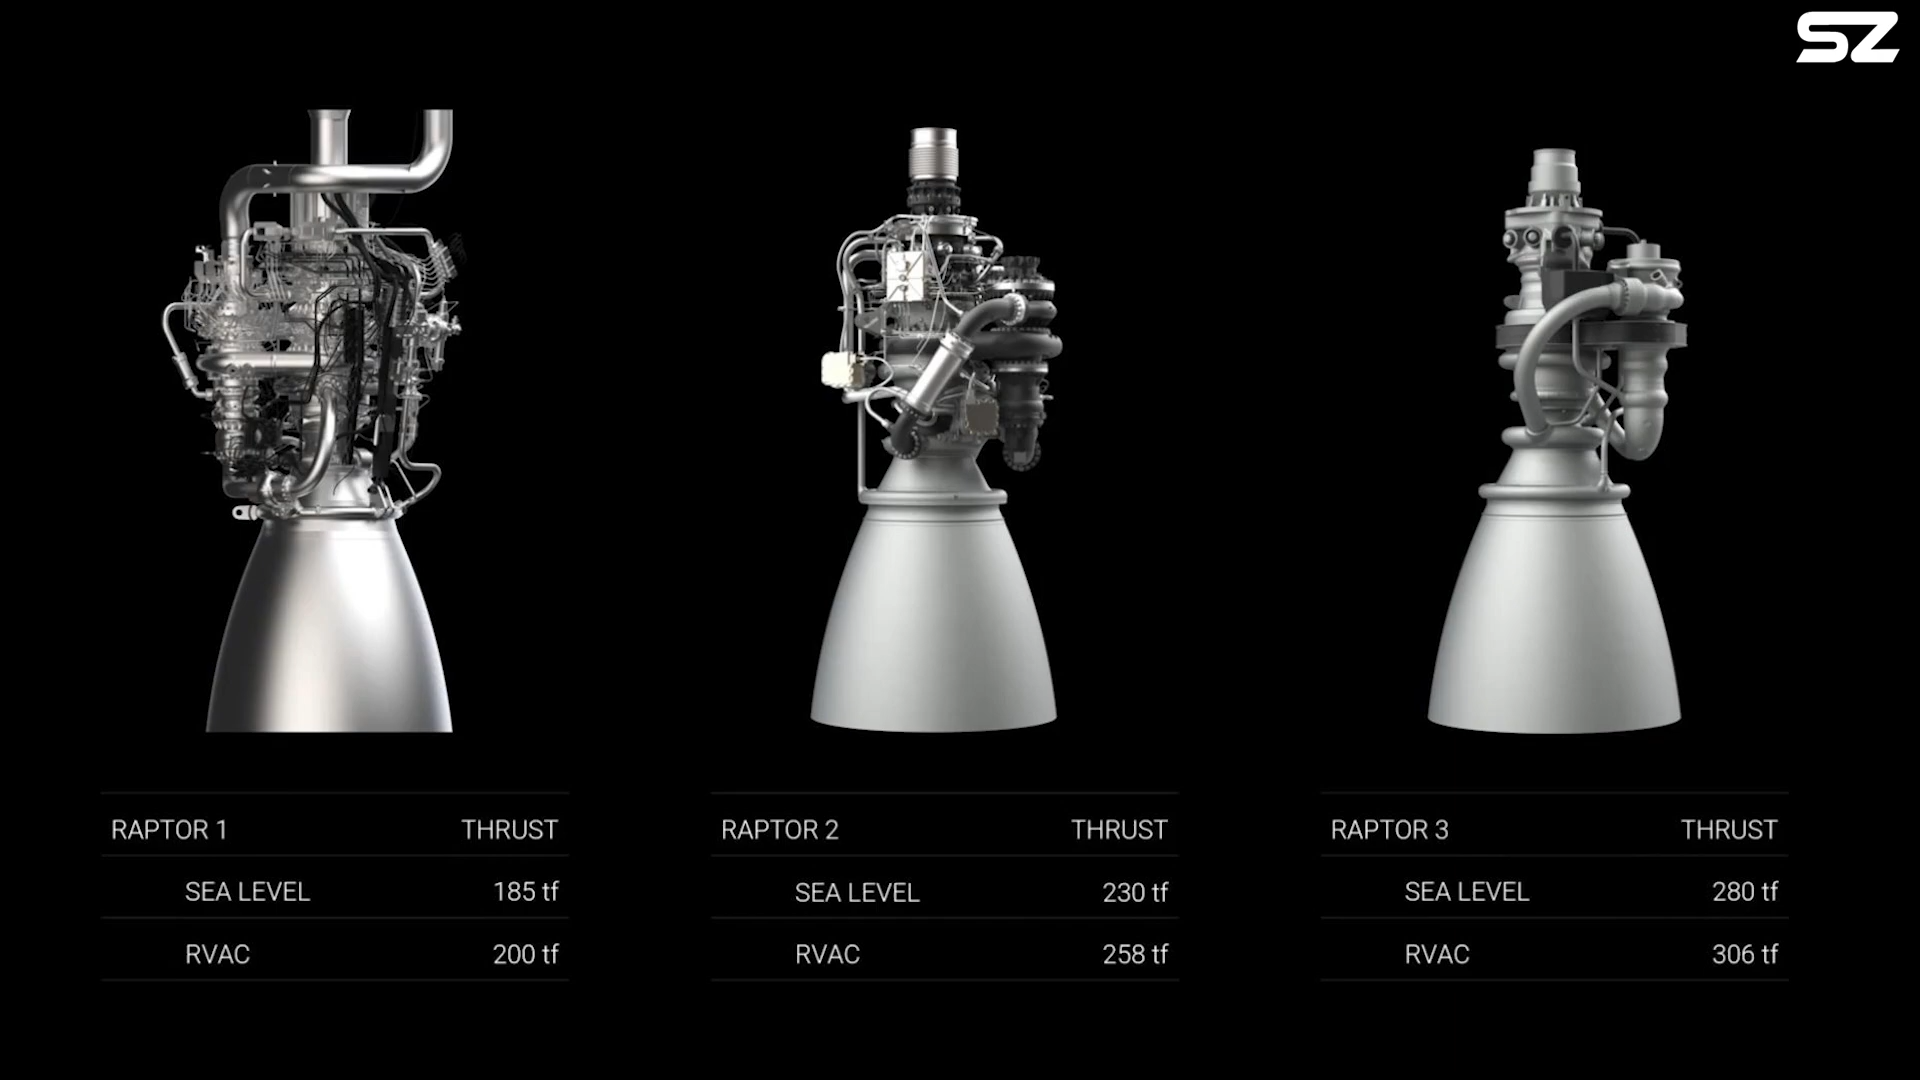 SZ
RAPTOR 1 THRUST
SEA LEVEL 185 tf
RVAC 200 tf
RAPTOR 2 THRUST
SEA LEVEL 230 tf
RVAC 258 tf
RAPTOR 3 THRUST
SEA LEVEL 280 tf
RVAC 306 tf